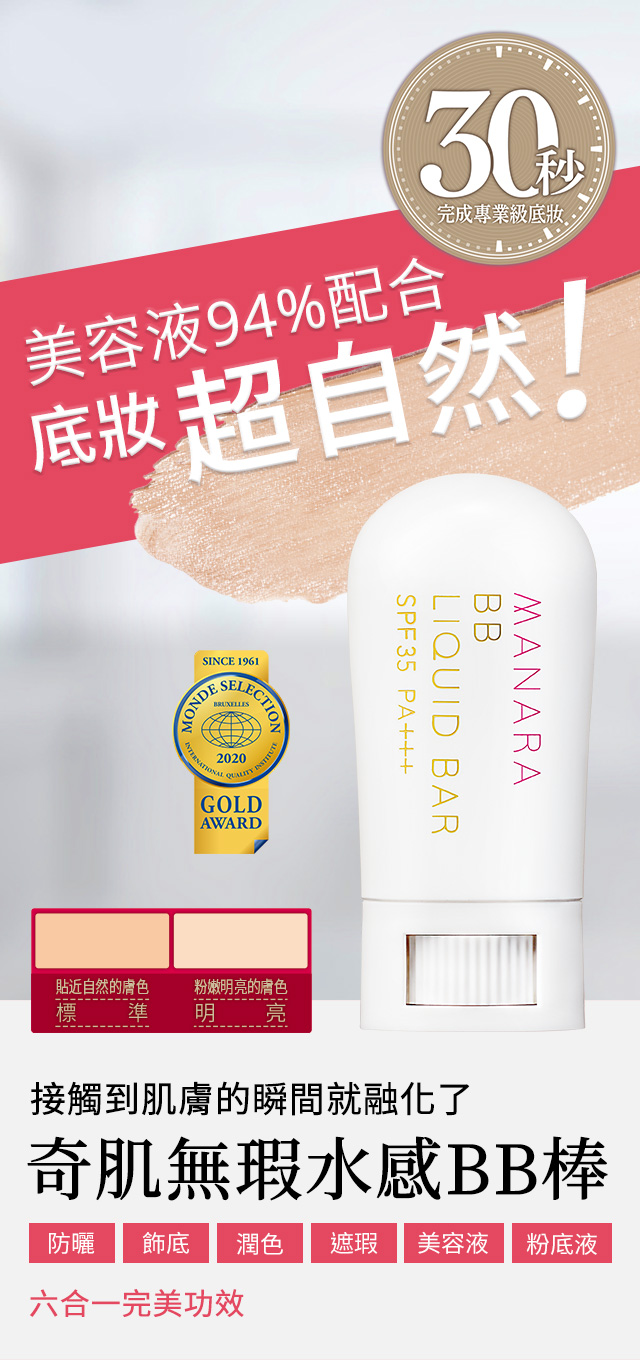 30秒
完成專業級底妝
美容液94%配合
底妝超自然!
MANARA
BB
LIQUID BAR
SPF35 PA+++
SINCE 1961
MONDE SELECTION
BRUXELLES
2020
INTERNATIONAL QUALITY INSTITUTE
GOLD
AWARD
貼近自然的膚色
標準
粉嫩明亮的膚色
明亮
接觸到肌膚的瞬間就融化了
奇肌無瑕水感BB棒
防曬 飾底 潤色 遮瑕 美容液 粉底液
六合一完美功效